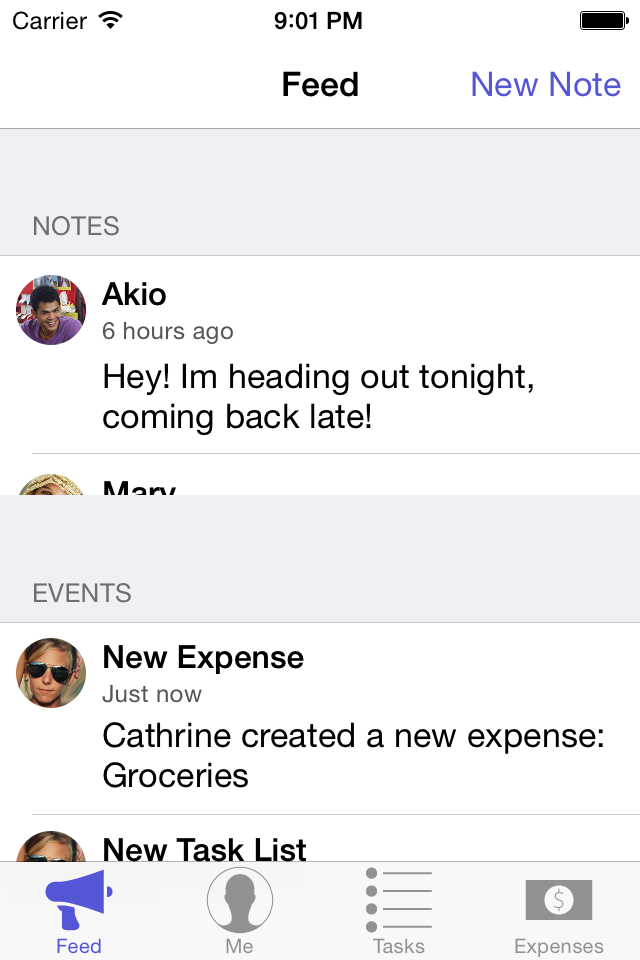 Carrier 9:01 PM
Feed New Note
NOTES
Akio
6 hours ago
Hey! Im heading out tonight,
coming back late!
Mary
EVENTS
New Expense
Just now
Cathrine created a new expense:
Groceries
New Task List
Feed Me Tasks Expenses